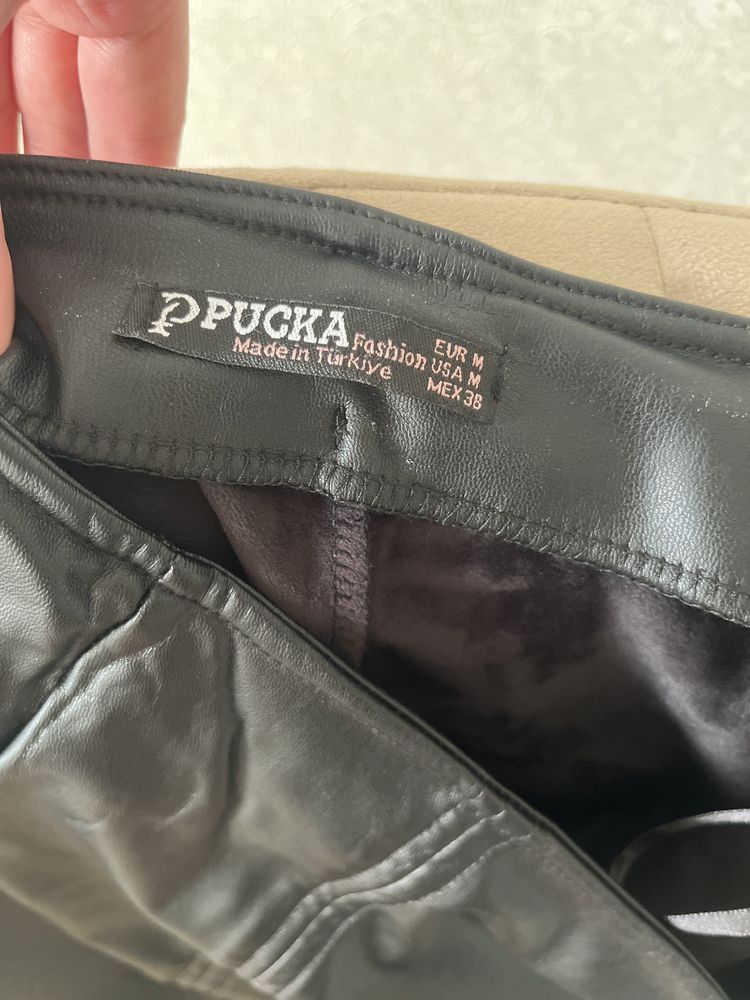 PUCKA
Fashion
Made in Türkiye
EUR M
USA M
MEX 38